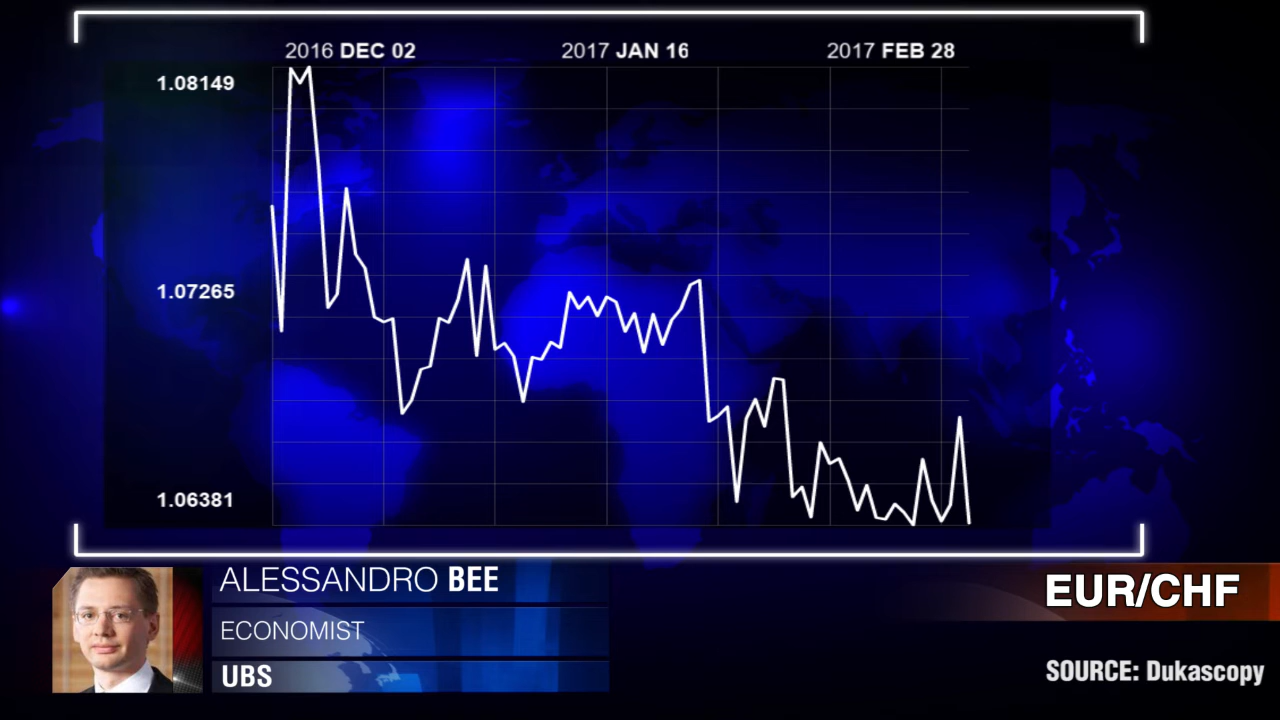 2016 DEC 02 2017 JAN 16 2017 FEB 28
1.08149
1.07265
1.06381
ALESSANDRO BEE
ECONOMIST
UBS
EUR/CHF
SOURCE: Dukascopy